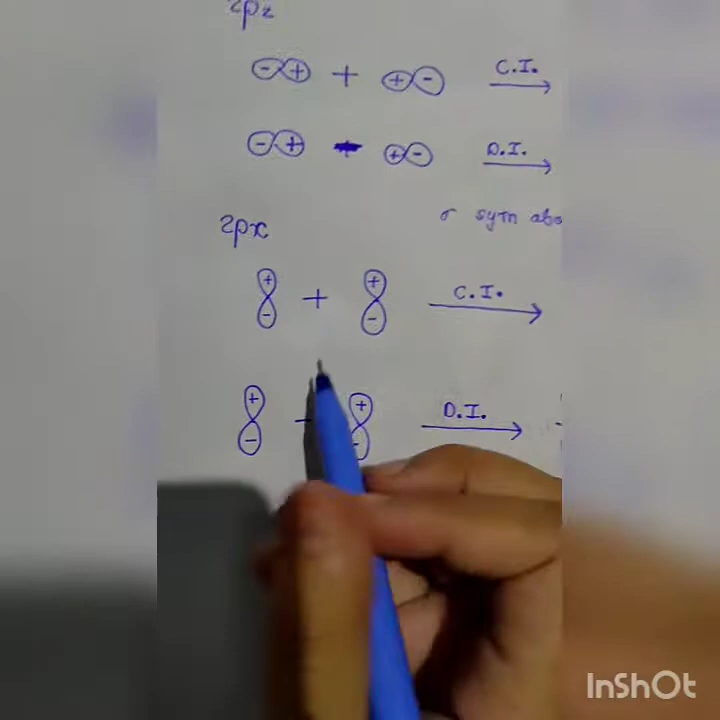 2pz
- + + + - C.I.
- + - + - D.I.
σ sym abo
2px
+ + + C.I.
- -
+ - + D.I.
- -
InShOt